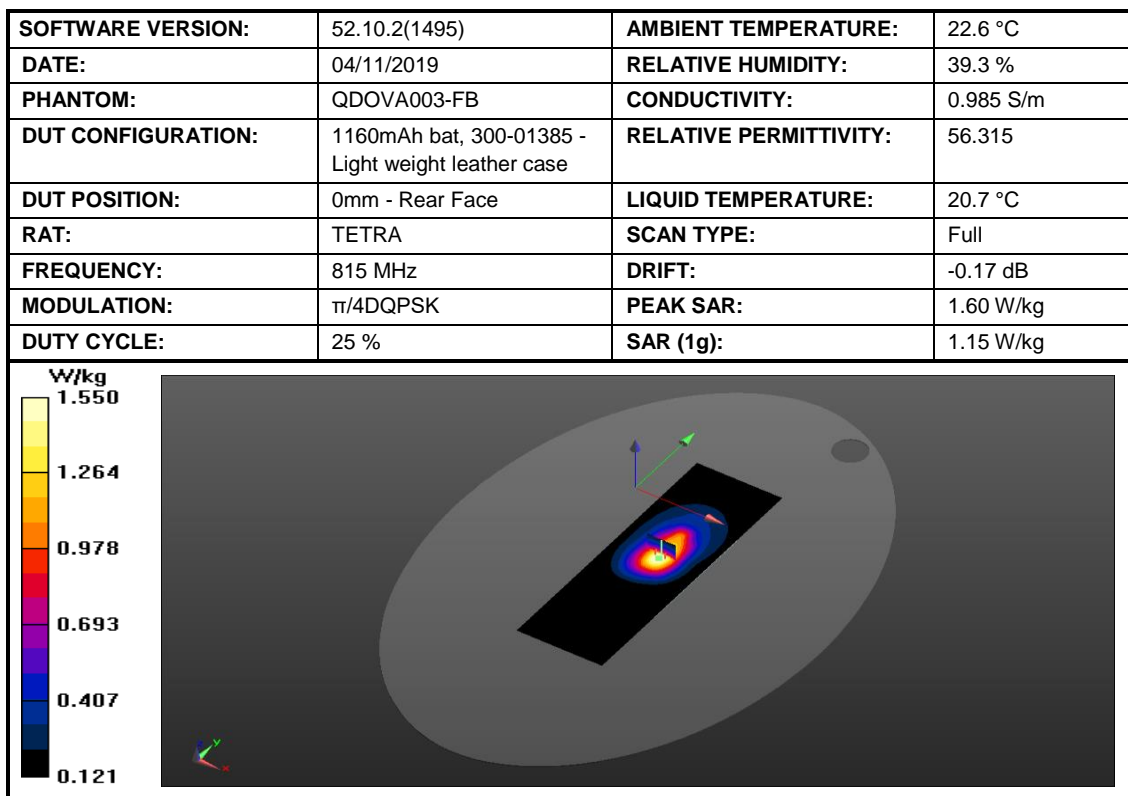 SOFTWARE VERSION: 52.10.2(1495) AMBIENT TEMPERATURE: 22.6 °C
DATE: 04/11/2019 RELATIVE HUMIDITY: 39.3 %
PHANTOM: QDOVA003-FB CONDUCTIVITY: 0.985 S/m
DUT CONFIGURATION: 1160mAh bat, 300-01385 - RELATIVE PERMITTIVITY: 56.315
Light weight leather case
DUT POSITION: 0mm - Rear Face LIQUID TEMPERATURE: 20.7 °C
RAT: TETRA SCAN TYPE: Full
FREQUENCY: 815 MHz DRIFT: -0.17 dB
MODULATION: π/4DQPSK PEAK SAR: 1.60 W/kg
DUTY CYCLE: 25 % SAR (1g): 1.15 W/kg
W/kg
1.550
1.264
0.978
0.693
0.407
0.121
z y
x